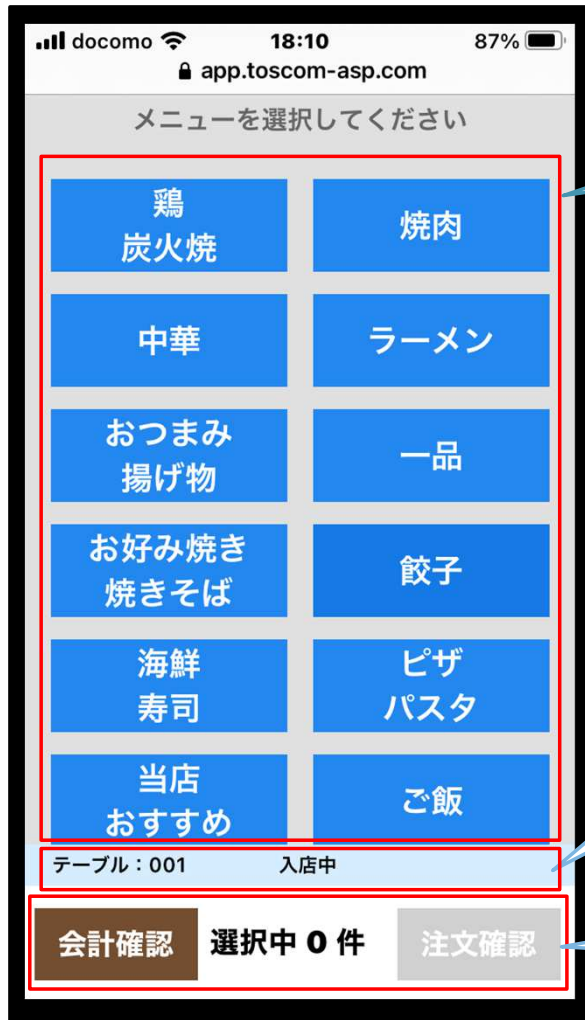 docomo 18:10 87%
app.toscom-asp.com
メニューを選択してください
鶏
炭火焼
焼肉
中華
ラーメン
おつまみ
揚げ物
一品
お好み焼き
焼きそば
餃子
海鮮
寿司
ピザ
パスタ
当店
おすすめ
ご飯
テーブル：001 入店中
会計確認 選択中 0 件 注文確認